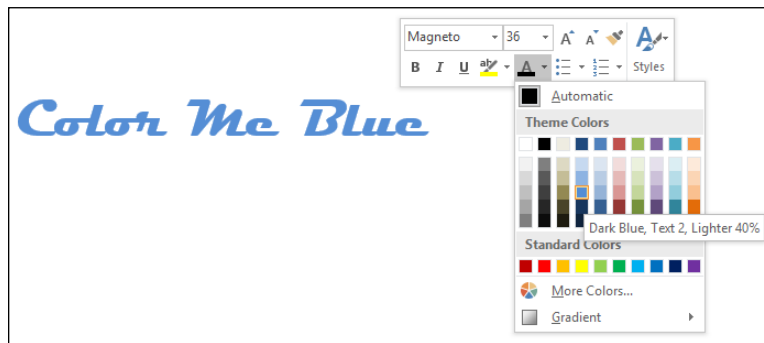 Magneto 36 A A A
B I U aby A Styles
Automatic
Theme Colors
Color Me Blue
Dark Blue, Text 2, Lighter 40%
Standard Colors
More Colors...
Gradient